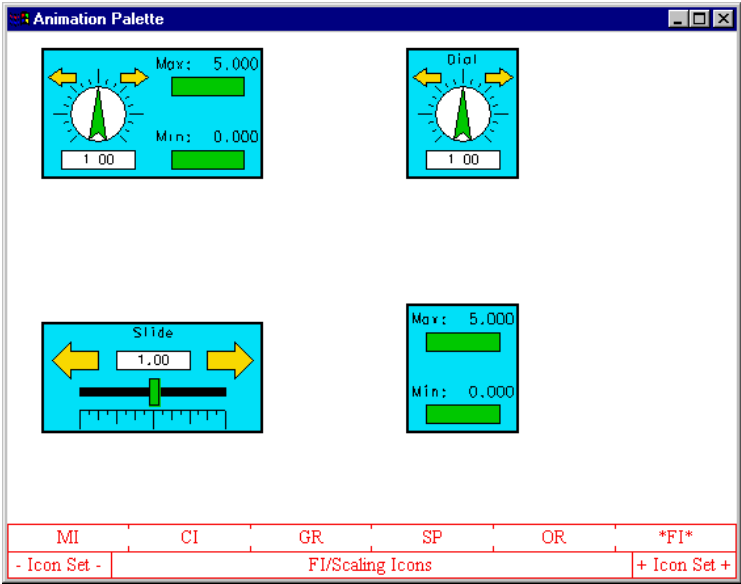 Animation Palette
Max: 5.000
Min: 0.000
1 00
Dial
1 00
Slide
1.00
Max: 5.000
Min: 0.000
MI CI GR SP OR *FI*
- Icon Set - FI/Scaling Icons + Icon Set +